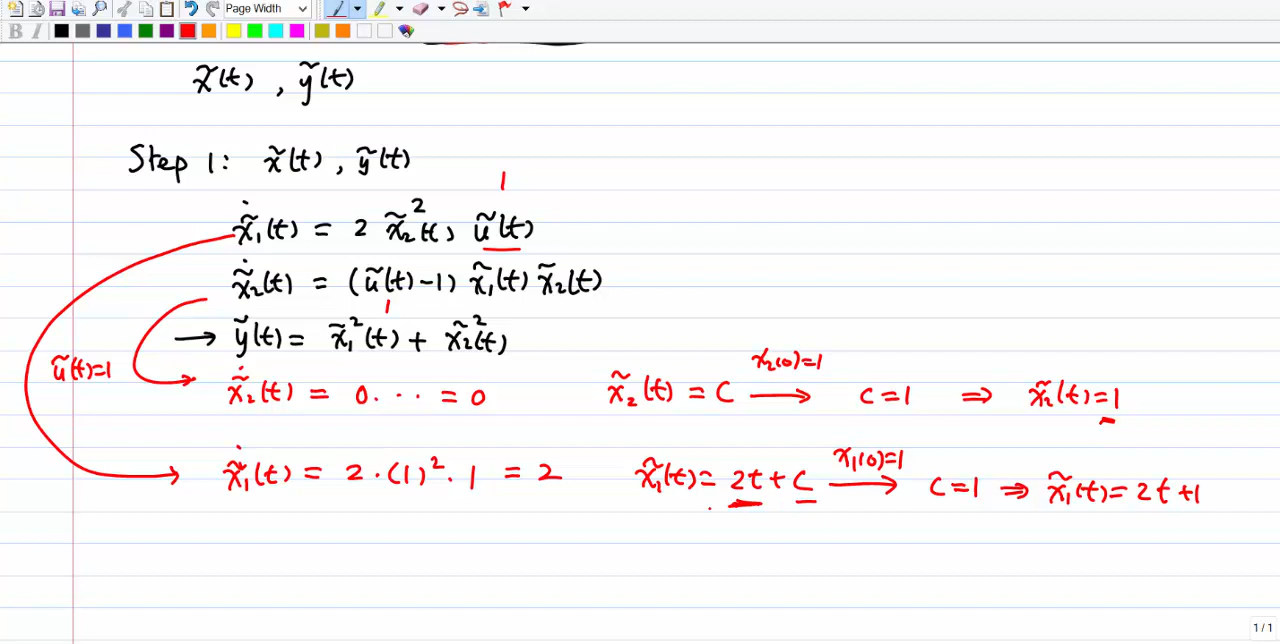 Page Width
B I
x̃(t) , ỹ(t)
Step 1: x̃(t) , ỹ(t)
1
ẋ̃₁(t) = 2 x̃₂²(t) ũ(t)
ẋ̃₂(t) = (ũ(t) -1) x̃₁(t) x̃₂(t)
1
→ ỹ(t) = x̃₁²(t) + x̃₂²(t)
ũ(t)=1
ẋ̃₂(t) = 0. ... = 0 x̃₂(t) = C x₂(0)=1 → C=1 ⇒ x̃₂(t)=1
ẋ̃₁(t) = 2·(1)²·1 = 2 x̃₁(t) = 2t + C x₁(0)=1 → C=1 ⇒ x̃₁(t)= 2t+1
1 / 1